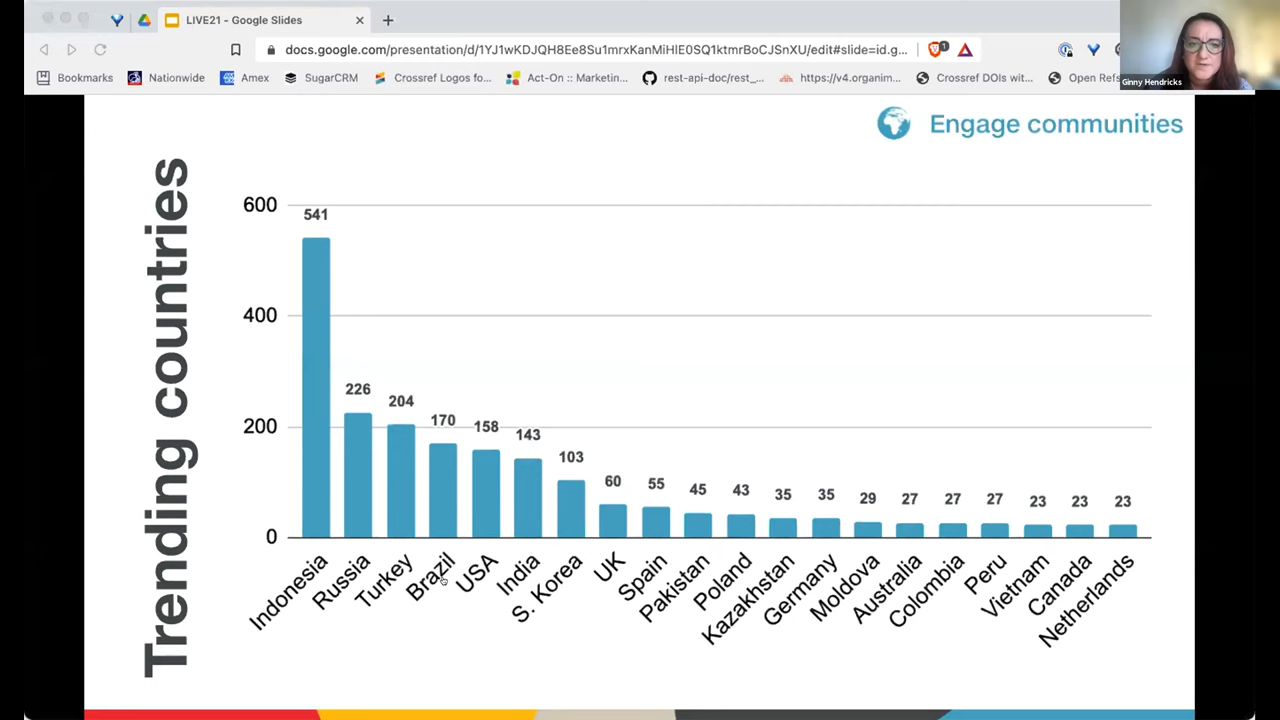 LIVE21 - Google Slides
docs.google.com/presentation/d/1YJ1wKDJQH8Ee8Su1mrxKanMiHlE0SQ1ktmrBoCJSnXU/edit#slide=id.g...
1
Bookmarks
Nationwide
Amex
SugarCRM
Crossref Logos fo...
Act-On :: Marketin...
rest-api-doc/rest_...
https://v4.organim...
Crossref DOIs wit...
Open Refs
Ginny Hendricks
Engage communities
Trending countries
600
400
200
0
541
226
204
170
158
143
103
60
55
45
43
35
35
29
27
27
27
23
23
23
Indonesia
Russia
Turkey
Brazil
USA
India
S. Korea
UK
Spain
Pakistan
Poland
Kazakhstan
Germany
Moldova
Australia
Colombia
Peru
Vietnam
Canada
Netherlands